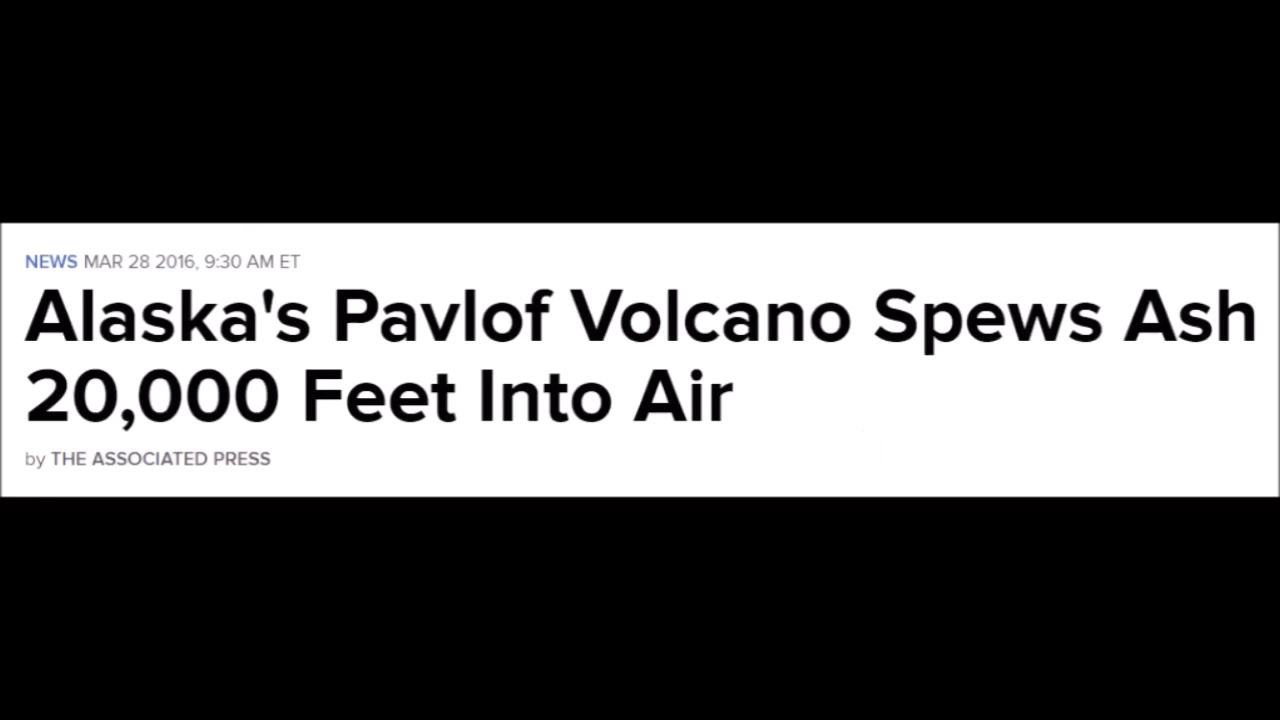 NEWS MAR 28 2016, 9:30 AM ET
Alaska's Pavlof Volcano Spews Ash
20,000 Feet Into Air
by THE ASSOCIATED PRESS